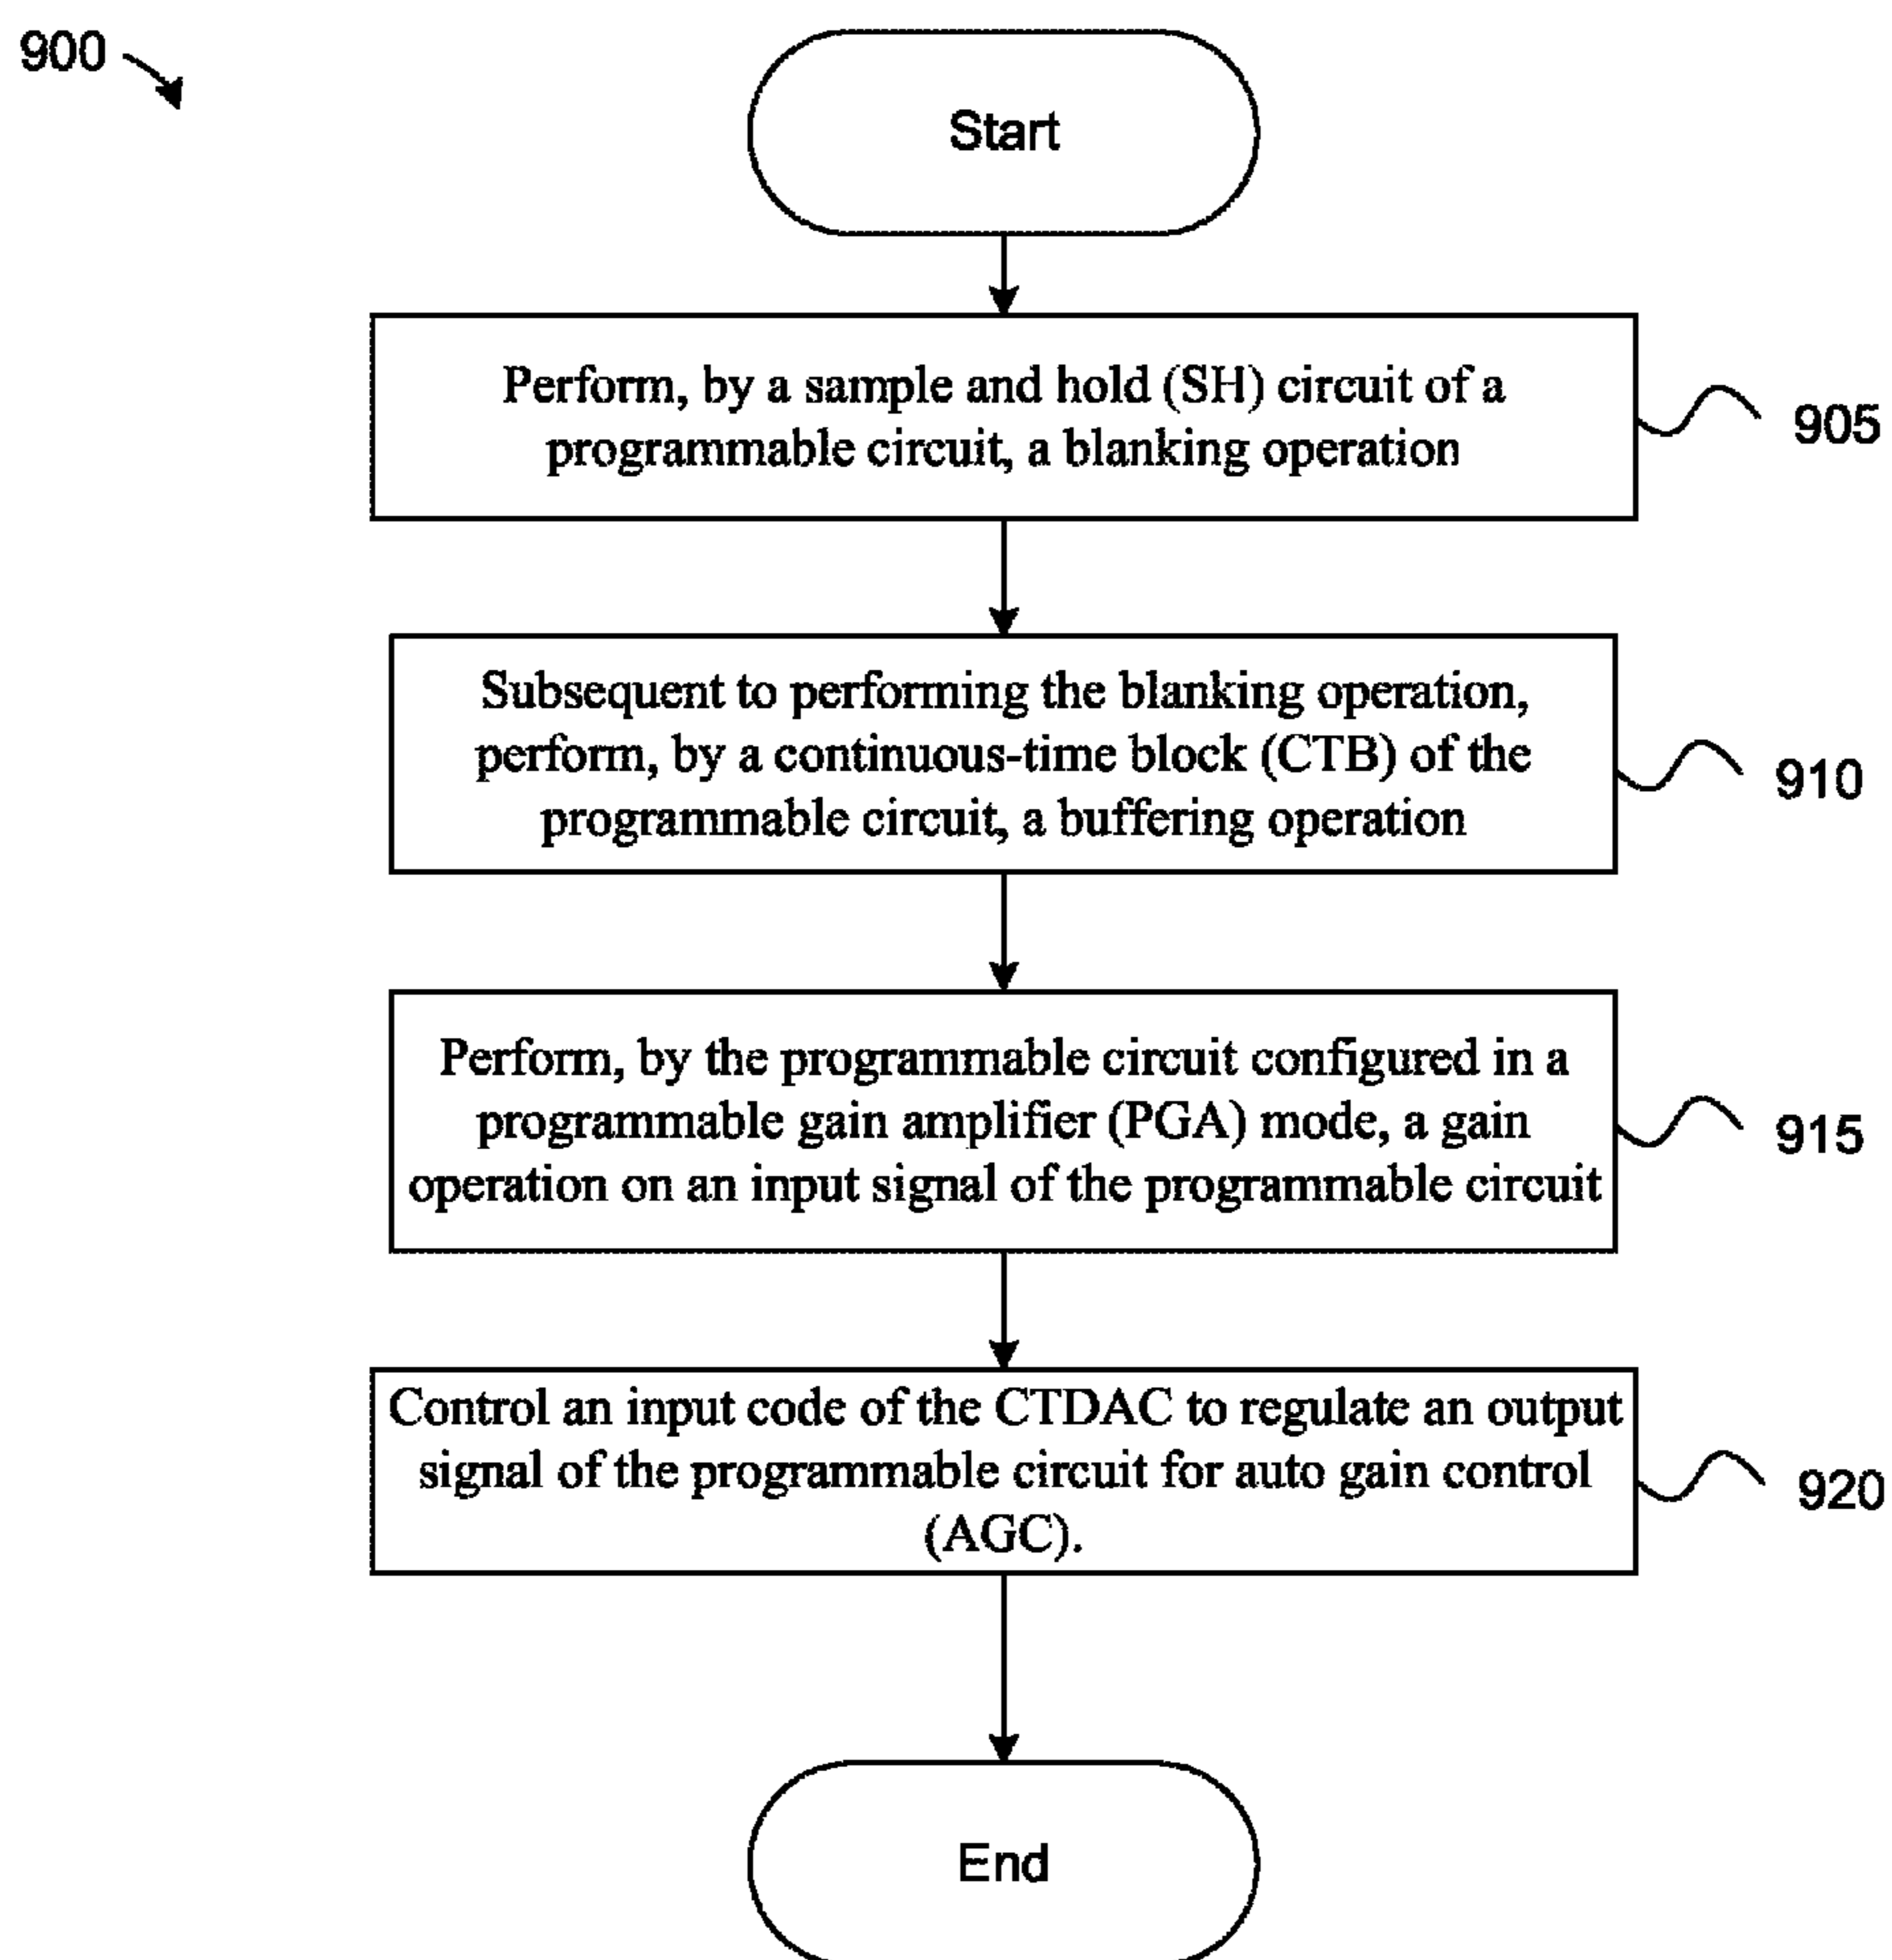 900
Start
Perform, by a sample and hold (SH) circuit of a
programmable circuit, a blanking operation
905
Subsequent to performing the blanking operation,
perform, by a continuous-time block (CTB) of the
programmable circuit, a buffering operation
910
Perform, by the programmable circuit configured in a
programmable gain amplifier (PGA) mode, a gain
operation on an input signal of the programmable circuit
915
Control an input code of the CTDAC to regulate an output
signal of the programmable circuit for auto gain control
(AGC).
920
End